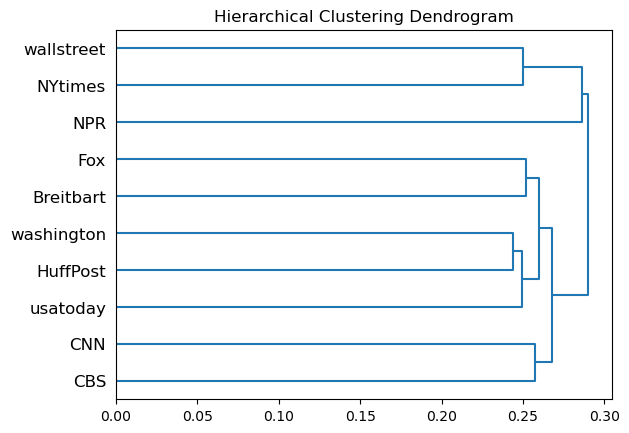 Hierarchical Clustering Dendrogram
wallstreet
NYtimes
NPR
Fox
Breitbart
washington
HuffPost
usatoday
CNN
CBS
0.00 0.05 0.10 0.15 0.20 0.25 0.30